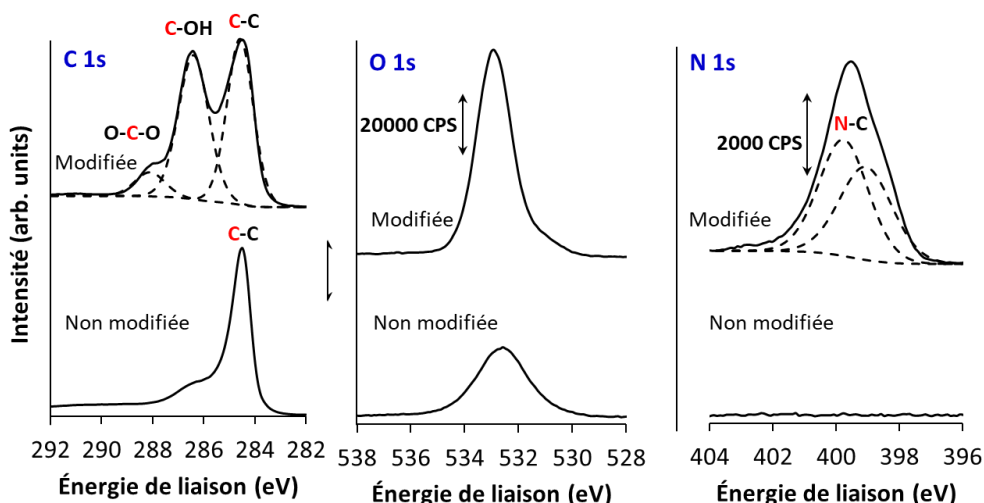 Intensité (arb. units)
C 1s
C-OH
C-C
O-C-O
Modifiée
C-C
Non modifiée
292 290 288 286 284 282
Énergie de liaison (eV)
O 1s
20000 CPS
Modifiée
Non modifiée
538 536 534 532 530 528
Énergie de liaison (eV)
N 1s
2000 CPS
N-C
Modifiée
Non modifiée
404 402 400 398 396
Énergie de liaison (eV)